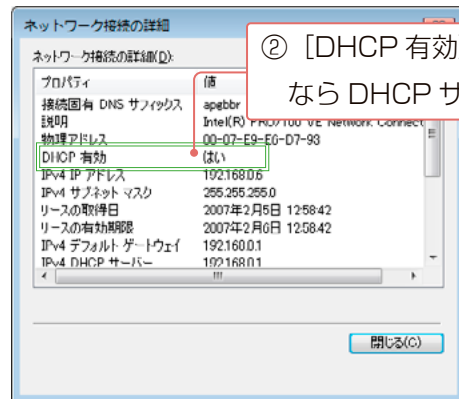 ネットワーク接続の詳細
ネットワーク接続の詳細(D):
② [DHCP 有効
なら DHCP サ
プロパティ 値
接続固有 DNS サフィックス apgbbr
説明 Intel(R) PRO/100 VE Network Connect
物理アドレス 00-07-E9-E6-D7-93
DHCP 有効 はい
IPv4 IP アドレス 192.168.0.6
IPv4 サブネット マスク 255.255.255.0
リースの取得日 2007年2月5日 12:58:42
リースの有効期限 2007年2月6日 12:58:42
IPv4 デフォルト ゲートウェイ 192.168.0.1
IPv4 DHCP サーバー 192.168.0.1
閉じる(C)